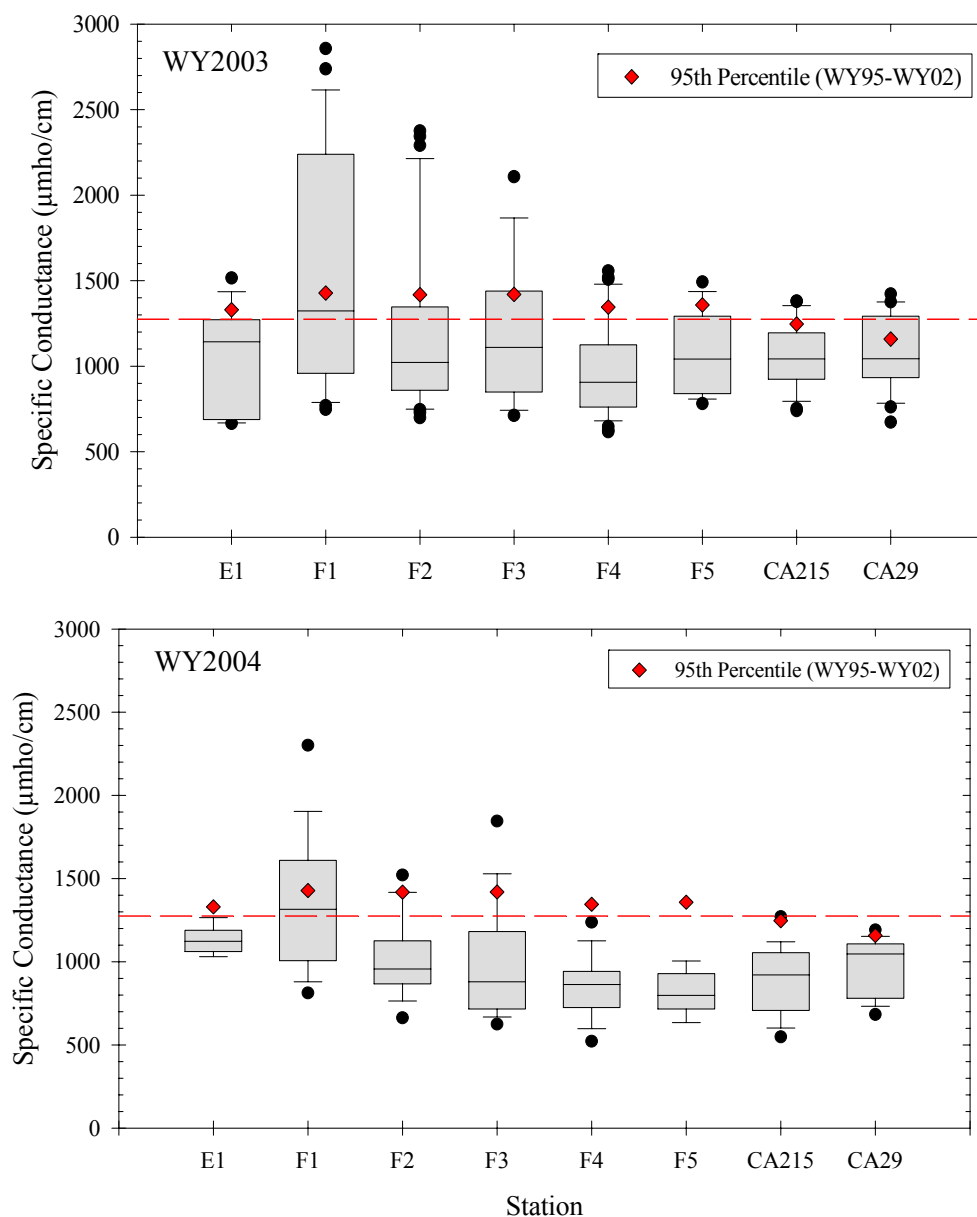 WY2003
95th Percentile (WY95-WY02)
Specific Conductance (μmho/cm)
3000
2500
2000
1500
1000
500
0
E1 F1 F2 F3 F4 F5 CA215 CA29
WY2004
95th Percentile (WY95-WY02)
Specific Conductance (μmho/cm)
3000
2500
2000
1500
1000
500
0
E1 F1 F2 F3 F4 F5 CA215 CA29
Station